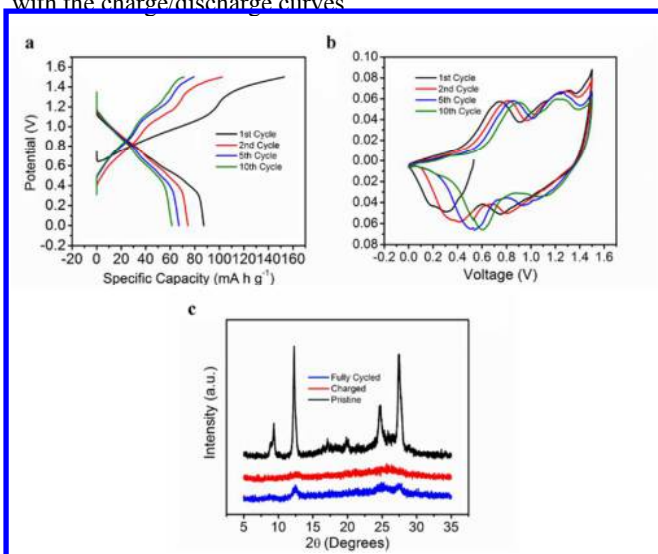 with the charge/discharge curves
a
Potential (V)
1.6
1.4
1.2
1.0
0.8
0.6
0.4
0.2
0.0
-0.2
1st Cycle
2nd Cycle
5th Cycle
10th Cycle
-20 0 20 40 60 80 100 120 140 160
Specific Capacity (mA h g⁻¹)
b
0.10
0.08
0.06
0.04
0.02
0.00
0.02
0.04
0.06
0.08
1st Cycle
2nd Cycle
5th Cycle
10th Cycle
-0.2 0.0 0.2 0.4 0.6 0.8 1.0 1.2 1.4 1.6
Voltage (V)
c
Intensity (a.u.)
Fully Cycled
Charged
Pristine
5 10 15 20 25 30 35
2θ (Degrees)